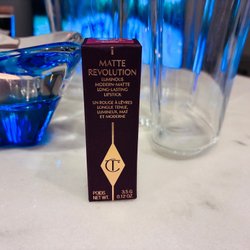 MATTE
REVOLUTION
LUMINOUS
MODERN-MATTE
LONG-LASTING
LIPSTICK
UN ROUGE À LÈVRES
LONGUE TENUE,
LUMINEUX, MAT
ET MODERNE
CT
POIDS 3.5 G
NET WT. 0.12 OZ